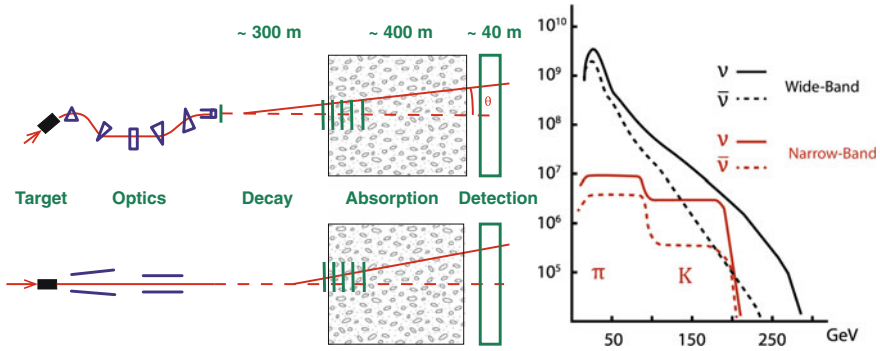 ~ 300 m ~ 400 m ~ 40 m
θ
Target Optics Decay Absorption Detection
10¹⁰
10⁹
10⁸
10⁷
10⁶
10⁵
ν
ν̅ Wide-Band
ν
ν̅ Narrow-Band
π K
50 150 250 GeV